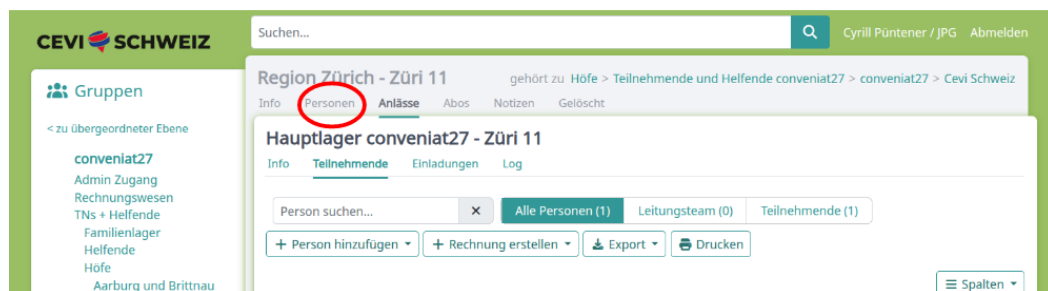 CEVI SCHWEIZ
Suchen...
Cyrill Püntener / JPG Abmelden
Gruppen
< zu übergeordneter Ebene
conveniat27
Admin Zugang
Rechnungswesen
TNs + Helfende
Familienlager
Helfende
Höfe
Aarburg und Brittnau
Region Zürich - Züri 11
gehört zu Höfe > Teilnehmende und Helfende conveniat27 > conveniat27 > Cevi Schweiz
Info Personen Anlässe Abos Notizen Gelöscht
Hauptlager conveniat27 - Züri 11
Info Teilnehmende Einladungen Log
Person suchen... × Alle Personen (1) Leitungsteam (0) Teilnehmende (1)
+ Person hinzufügen + Rechnung erstellen Export Drucken
Spalten